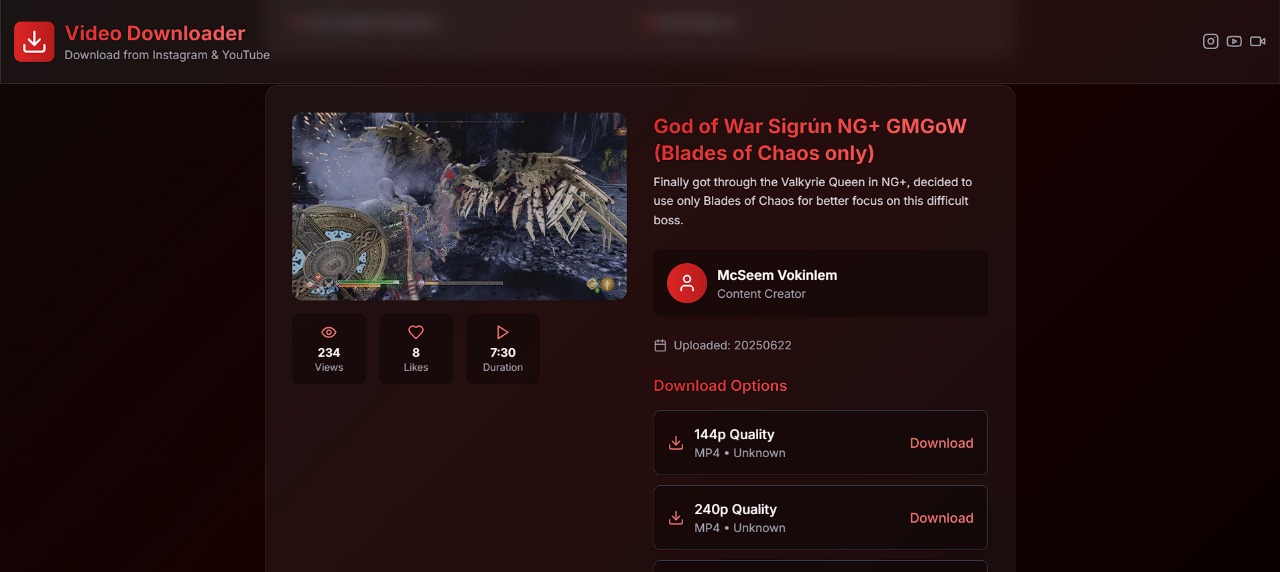 Video Downloader
Download from Instagram & YouTube
God of War Sigrún NG+ GMGoW
(Blades of Chaos only)
Finally got through the Valkyrie Queen in NG+, decided to
use only Blades of Chaos for better focus on this difficult
boss.
McSeem Vokinlem
Content Creator
234
Views
8
Likes
7:30
Duration
Uploaded: 20250622
Download Options
144p Quality
MP4 • Unknown
Download
240p Quality
MP4 • Unknown
Download